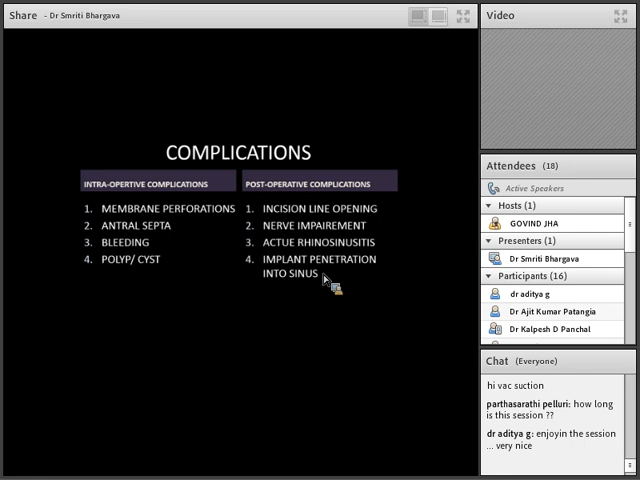 Share - Dr Smriti Bhargava
COMPLICATIONS
INTRA-OPERTIVE COMPLICATIONS
1. MEMBRANE PERFORATIONS
2. ANTRAL SEPTA
3. BLEEDING
4. POLYP/ CYST
POST-OPERATIVE COMPLICATIONS
1. INCISION LINE OPENING
2. NERVE IMPAIREMENT
3. ACTUE RHINOSINUSITIS
4. IMPLANT PENETRATION
INTO SINUS
Video
Attendees (18)
Active Speakers
Hosts (1)
GOVIND JHA
Presenters (1)
Dr Smriti Bhargava
Participants (16)
dr aditya g
Dr Ajit Kumar Patangia
Dr Kalpesh D Panchal
Chat (Everyone)
hi vac suction
parthasarathi pelluri: how long
is this session ??
dr aditya g: enjoyin the session
... very nice